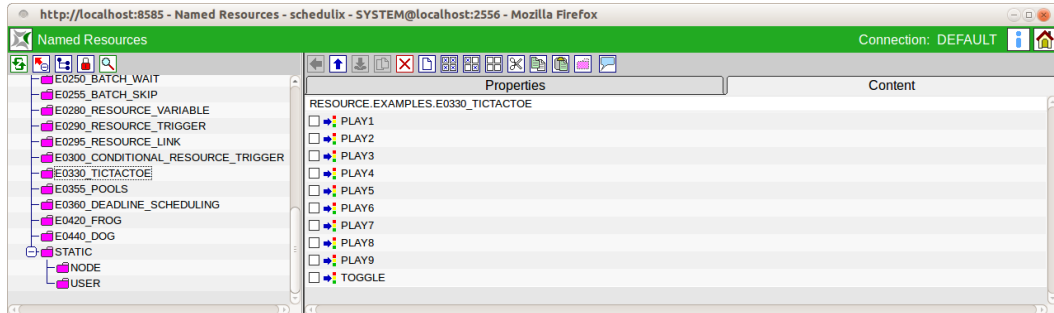 http://localhost:8585 - Named Resources - schedulix - SYSTEM@localhost:2556 - Mozilla Firefox
Named Resources
Connection: DEFAULT
E0250_BATCH_WAIT
E0255_BATCH_SKIP
E0280_RESOURCE_VARIABLE
E0290_RESOURCE_TRIGGER
E0295_RESOURCE_LINK
E0300_CONDITIONAL_RESOURCE_TRIGGER
E0330_TICTACTOE
E0355_POOLS
E0360_DEADLINE_SCHEDULING
E0420_FROG
E0440_DOG
STATIC
NODE
USER
Properties
Content
RESOURCE.EXAMPLES.E0330_TICTACTOE
PLAY1
PLAY2
PLAY3
PLAY4
PLAY5
PLAY6
PLAY7
PLAY8
PLAY9
TOGGLE